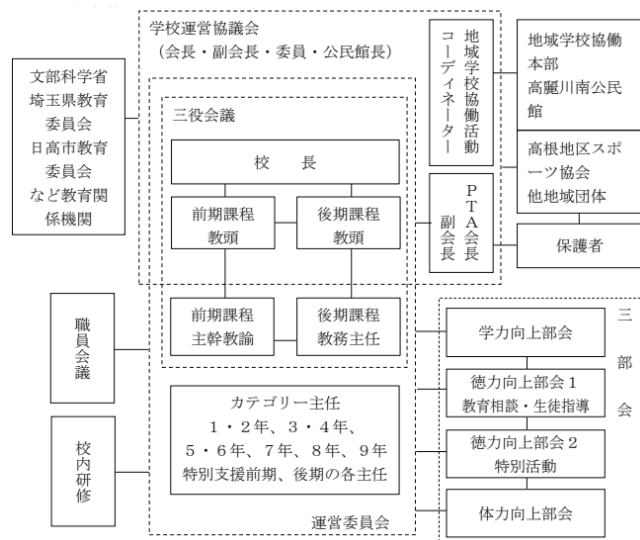 学校運営協議会
（会長・副会長・委員・公民館長）
文部科学省
埼玉県教育
委員会
日高市教育
委員会
など教育関
係機関
三役会議
校　長
前期課程
教頭
後期課程
教頭
前期課程
主幹教諭
後期課程
教務主任
地域学校協働活動
コーディネーター
ＰＴＡ会長
副会長
地域学校協働
本部
高麗川南公民
館
高根地区スポ
ーツ協会
他地域団体
保護者
職員会議
校内研修
カテゴリー主任
１・２年、３・４年、
５・６年、７年、８年、９年
特別支援前期、後期の各主任
運営委員会
三部会
学力向上部会
徳力向上部会１
教育相談・生徒指導
徳力向上部会２
特別活動
体力向上部会